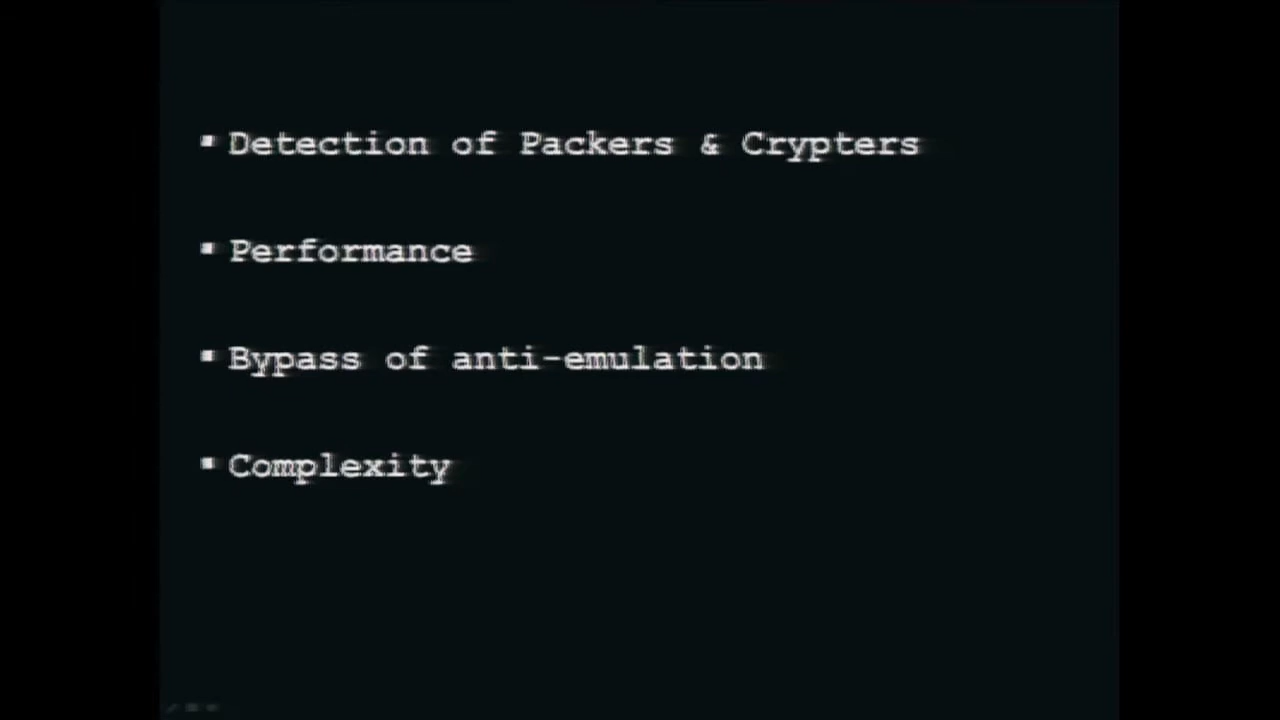 ▪ Detection of Packers & Crypters
▪ Performance
▪ Bypass of anti-emulation
▪ Complexity